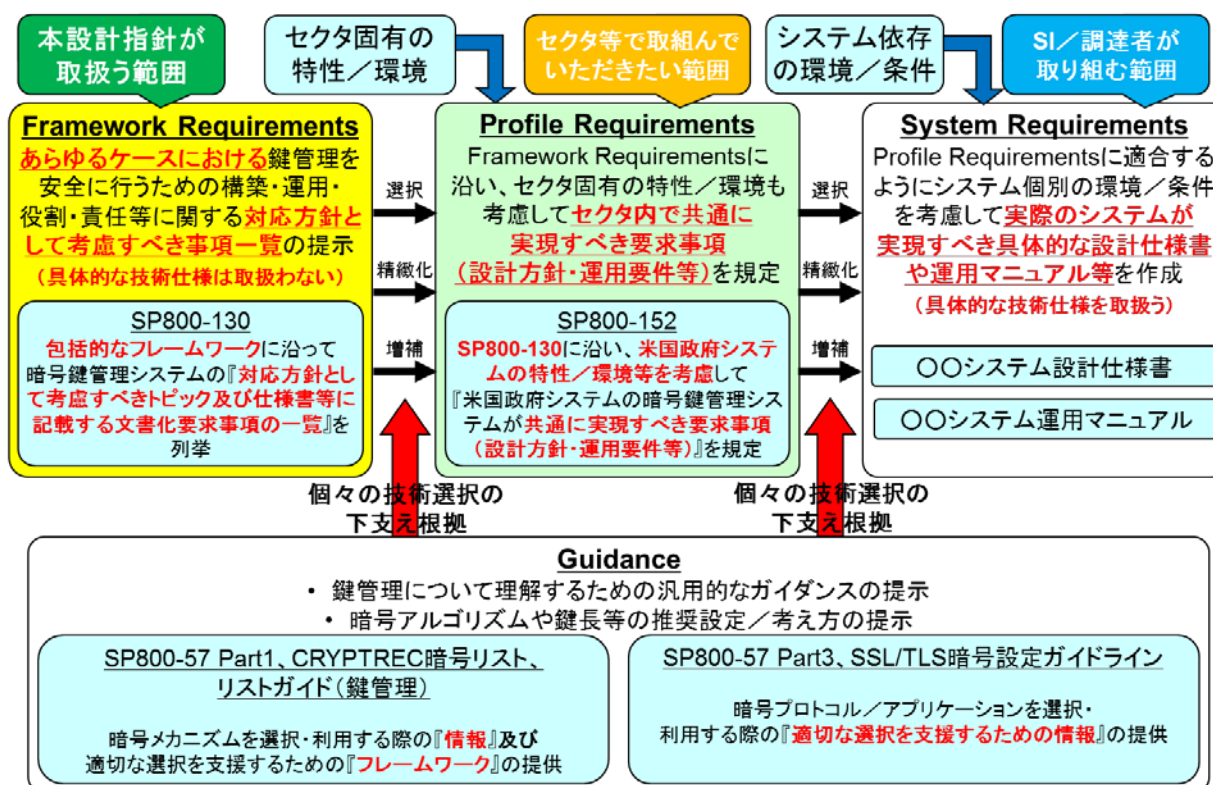 本設計指針が
取扱う範囲
セクタ固有の
特性／環境
セクタ等で取組んで
いただきたい範囲
システム依存
の環境／条件
SI／調達者が
取り組む範囲
Framework Requirements
あらゆるケースにおける鍵管理を
安全に行うための構築・運用・
役割・責任等に関する対応方針と
して考慮すべき事項一覧の提示
（具体的な技術仕様は取扱わない）
SP800-130
包括的なフレームワークに沿って
暗号鍵管理システムの『対応方針とし
て考慮すべきトピック及び仕様書等に
記載する文書化要求事項の一覧』を
列挙
選択
精緻化
増補
Profile Requirements
Framework Requirementsに
沿い、セクタ固有の特性／環境も
考慮してセクタ内で共通に
実現すべき要求事項
（設計方針・運用要件等）を規定
SP800-152
SP800-130に沿い、米国政府システ
ムの特性／環境等を考慮して
『米国政府システムの暗号鍵管理シス
テムが共通に実現すべき要求事項
（設計方針・運用要件等）』を規定
選択
精緻化
増補
System Requirements
Profile Requirementsに適合する
ようにシステム個別の環境／条件
を考慮して実際のシステムが
実現すべき具体的な設計仕様書
や運用マニュアル等を作成
（具体的な技術仕様を取扱う）
〇〇システム設計仕様書
〇〇システム運用マニュアル
個々の技術選択の
下支え根拠
個々の技術選択の
下支え根拠
Guidance
• 鍵管理について理解するための汎用的なガイダンスの提示
• 暗号アルゴリズムや鍵長等の推奨設定／考え方の提示
SP800-57 Part1、CRYPTREC暗号リスト、
リストガイド（鍵管理）
暗号メカニズムを選択・利用する際の『情報』及び
適切な選択を支援するための『フレームワーク』の提供
SP800-57 Part3、SSL/TLS暗号設定ガイドライン
暗号プロトコル／アプリケーションを選択・
利用する際の『適切な選択を支援するための情報』の提供